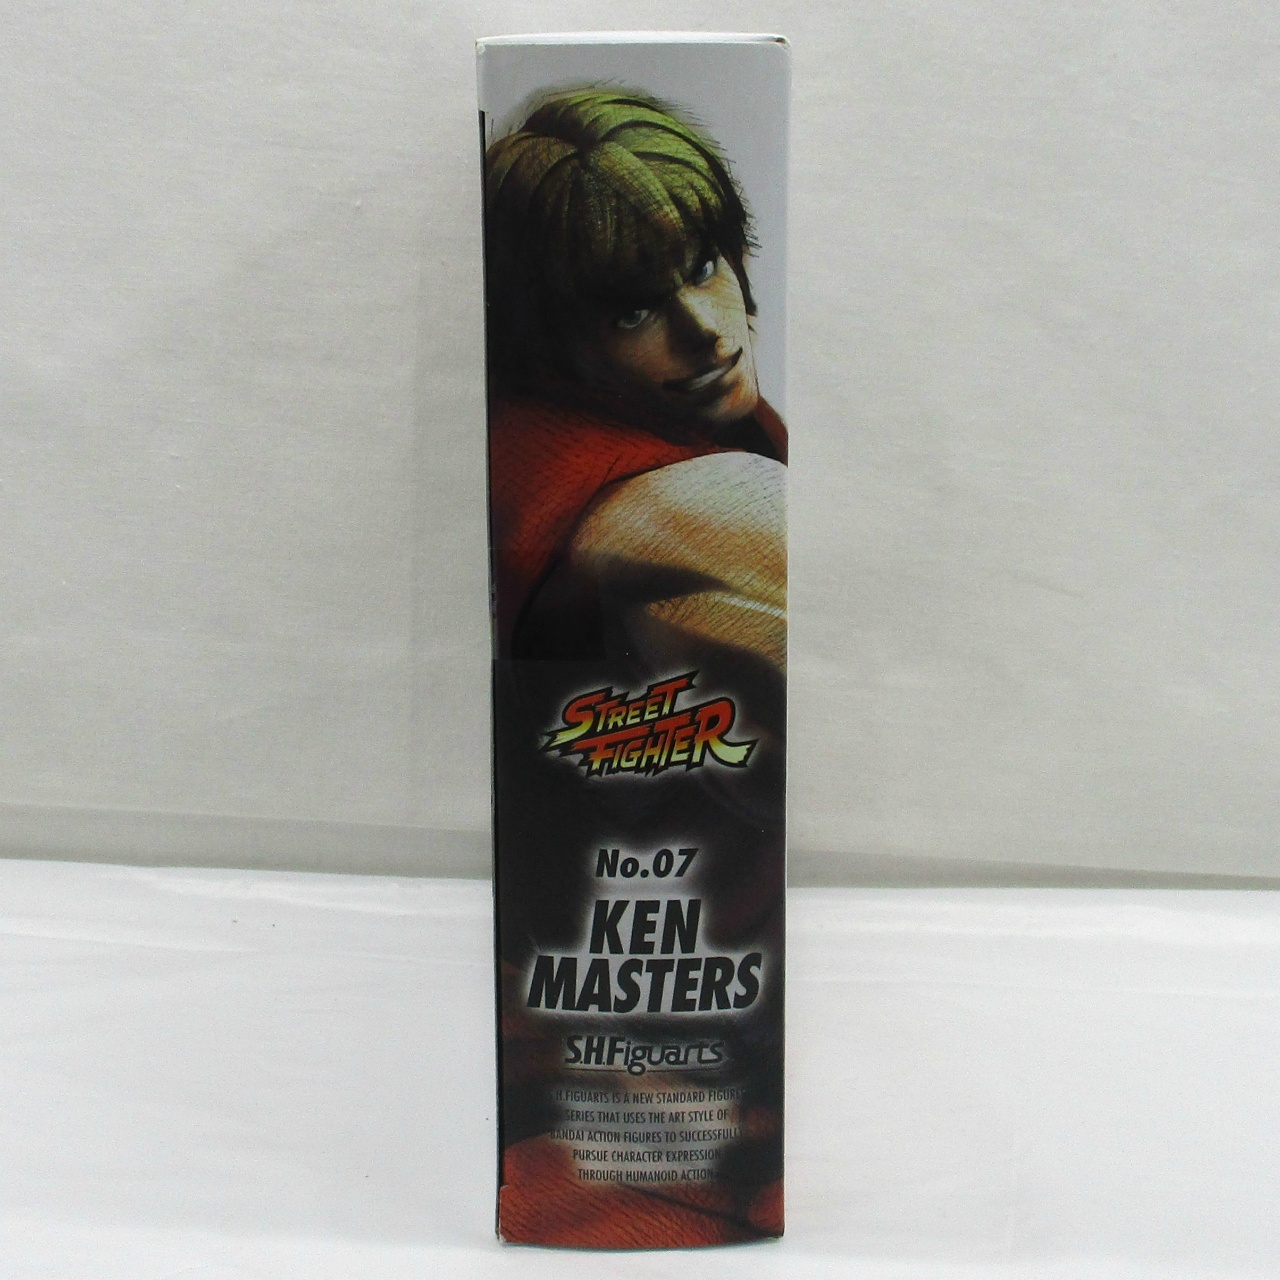 STREET
FIGHTER
No.07
KEN
MASTERS
S.H.Figuarts
S.H.FIGUARTS IS A NEW STANDARD FIGURE
SERIES THAT USES THE ART STYLE OF
BANDAI ACTION FIGURES TO SUCCESSFULLY
PURSUE CHARACTER EXPRESSION
THROUGH HUMANOID ACTION.